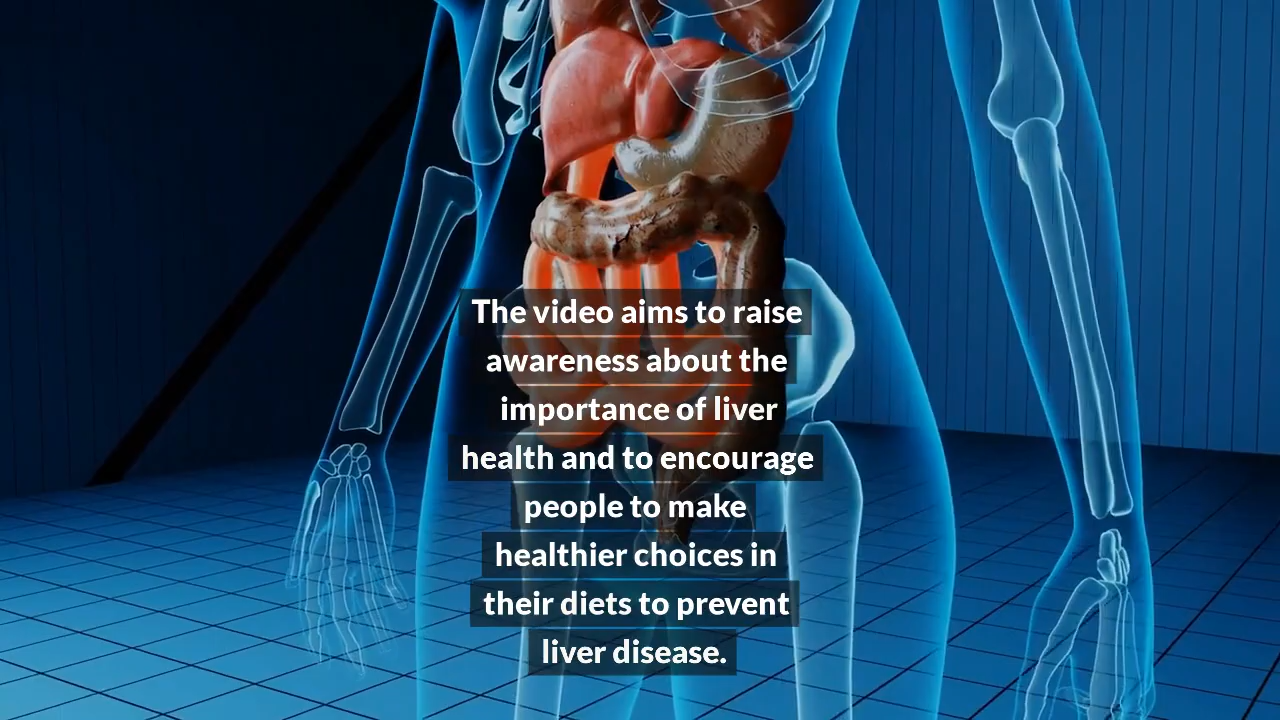 The video aims to raise
awareness about the
importance of liver
health and to encourage
people to make
healthier choices in
their diets to prevent
liver disease.